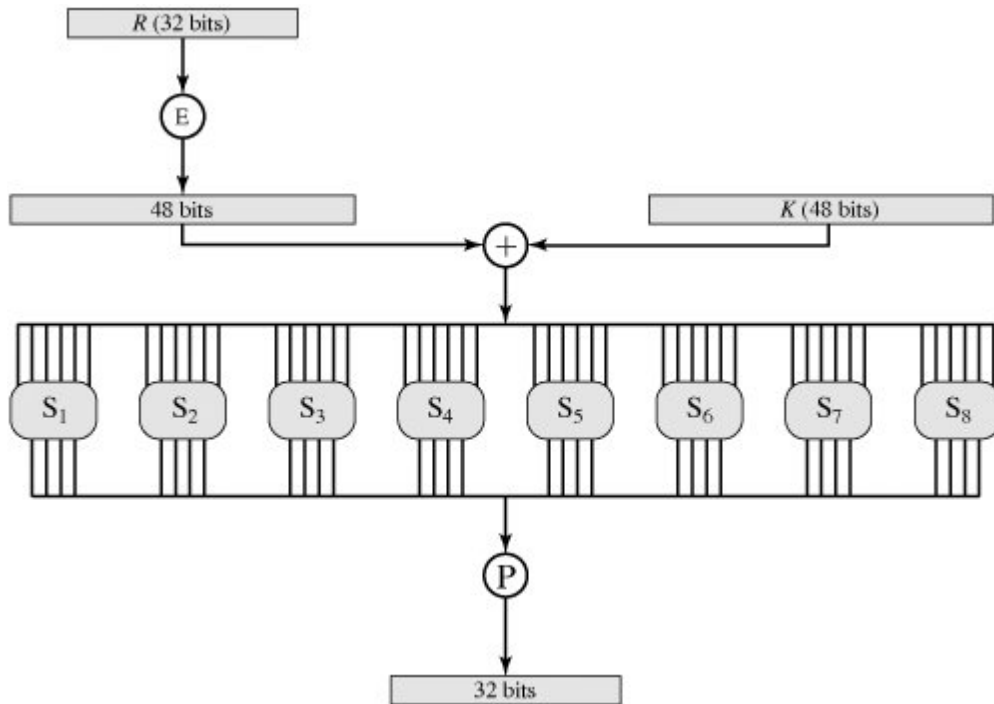 R (32 bits)
E
48 bits
K (48 bits)
+
S₁ S₂ S₃ S₄ S₅ S₆ S₇ S₈
P
32 bits